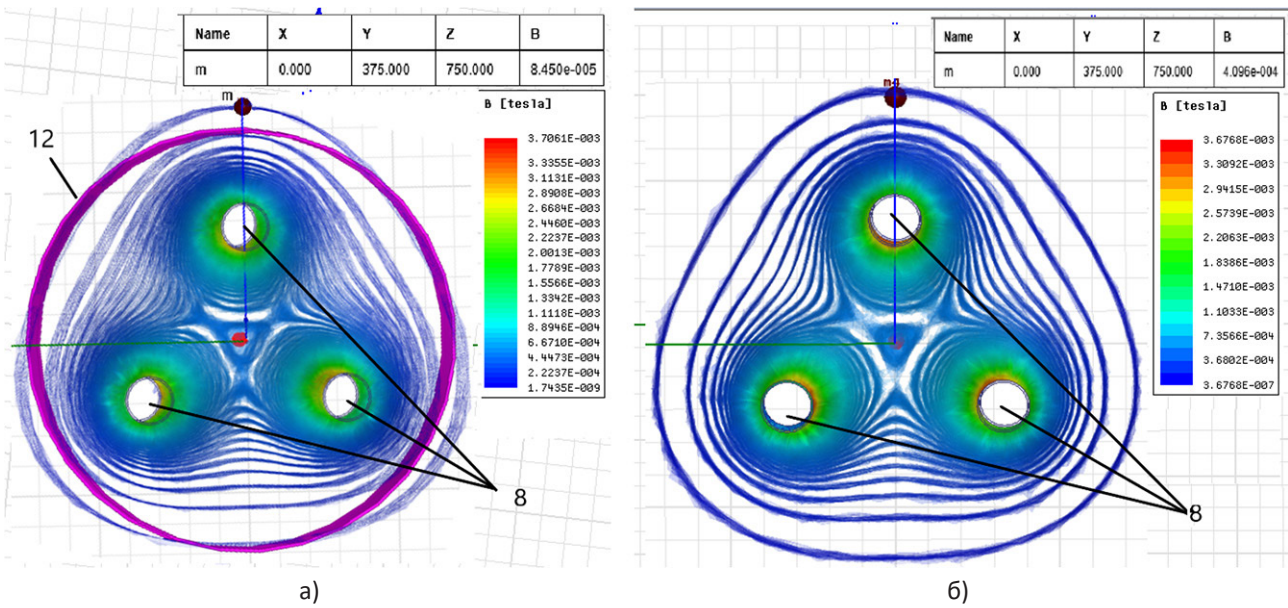 Name X Y Z B
m 0.000 375.000 750.000 8.450e-005
m
12
B [tesla]
3.7061E-003
3.3355E-003
3.1131E-003
2.8908E-003
2.6684E-003
2.4460E-003
2.2237E-003
2.0013E-003
1.7789E-003
1.5566E-003
1.3342E-003
1.1118E-003
8.8946E-004
6.6710E-004
4.4473E-004
2.2237E-004
1.7435E-009
8
а)
Name X Y Z B
m 0.000 375.000 750.000 4.096e-004
B [tesla]
3.6768E-003
3.3092E-003
2.9415E-003
2.5739E-003
2.2063E-003
1.8386E-003
1.4710E-003
1.1033E-003
7.3566E-004
3.6802E-004
3.6768E-007
8
б)